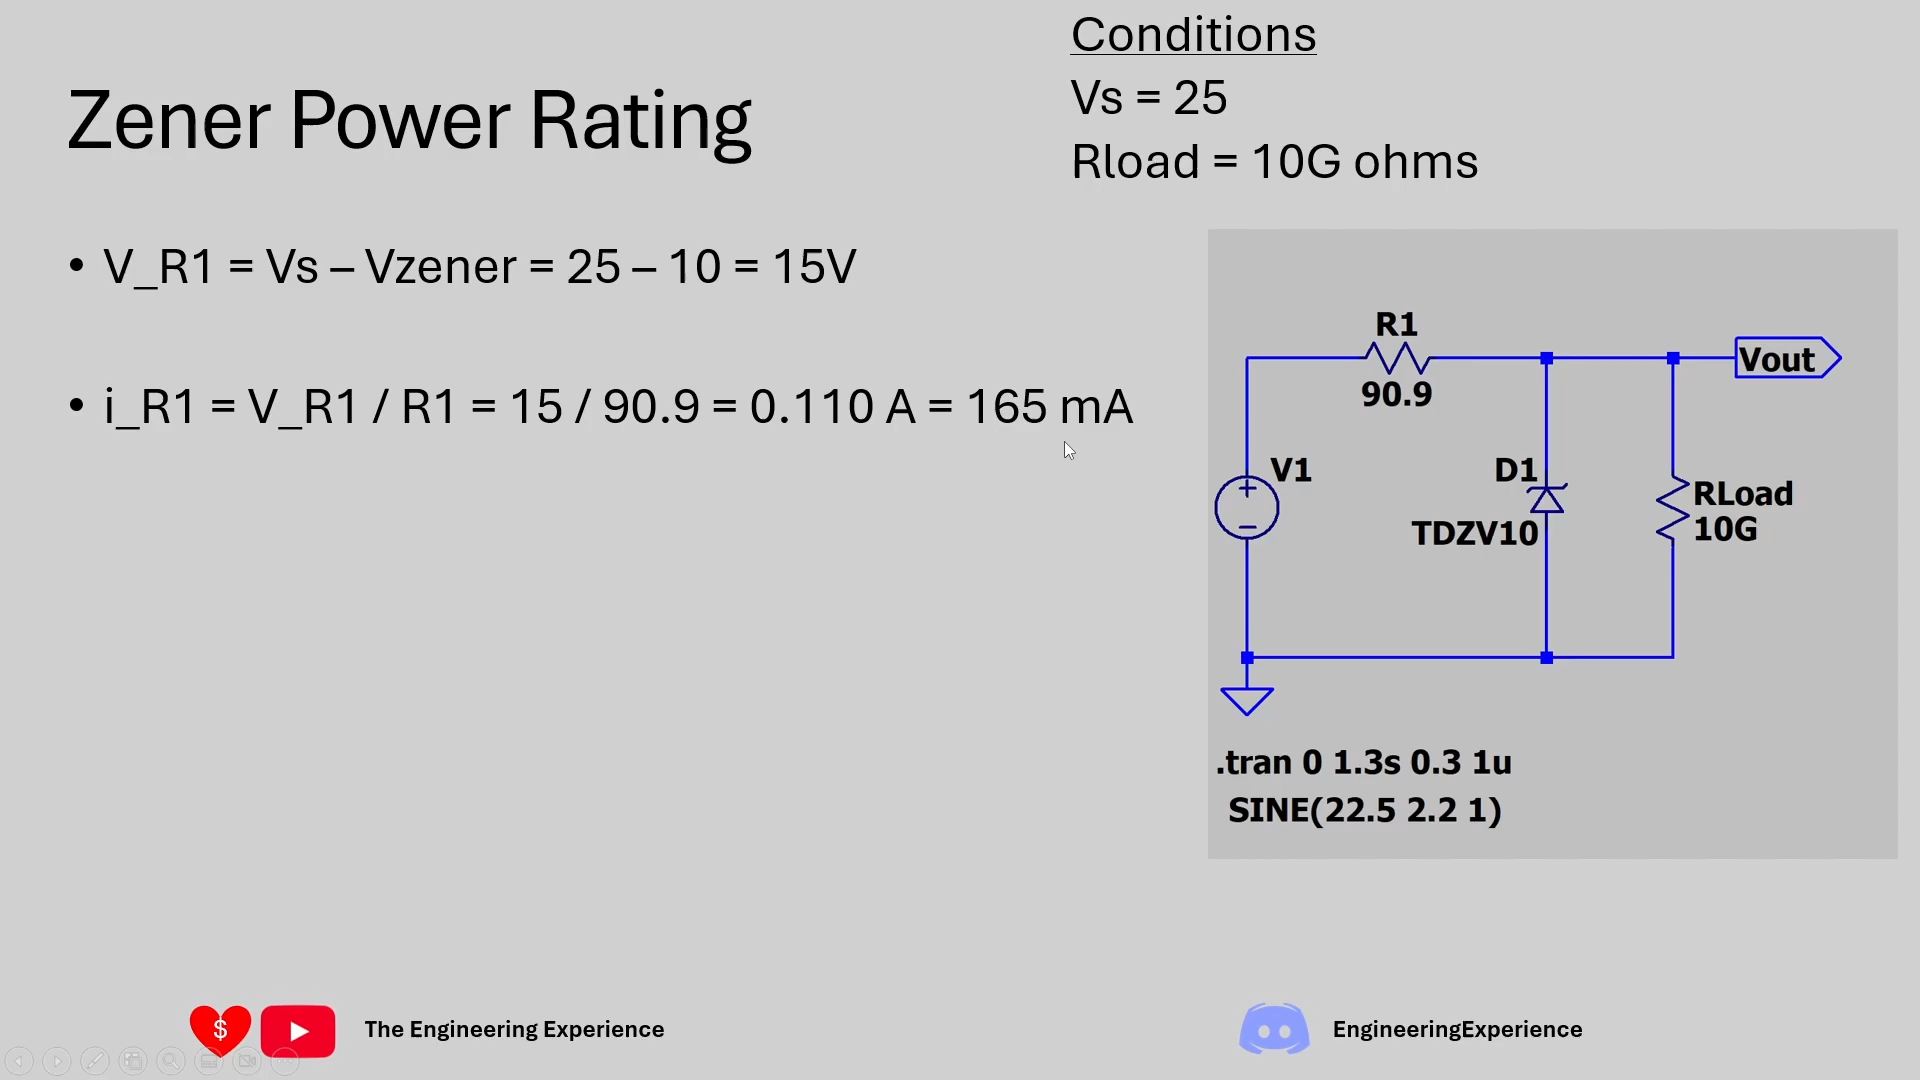 Conditions
Vs = 25
Rload = 10G ohms
Zener Power Rating
• V_R1 = Vs – Vzener = 25 – 10 = 15V
• i_R1 = V_R1 / R1 = 15 / 90.9 = 0.110 A = 165 mA
R1
90.9
Vout
V1
D1
TDZV10
RLoad
10G
.tran 0 1.3s 0.3 1u
SINE(22.5 2.2 1)
$
The Engineering Experience
EngineeringExperience